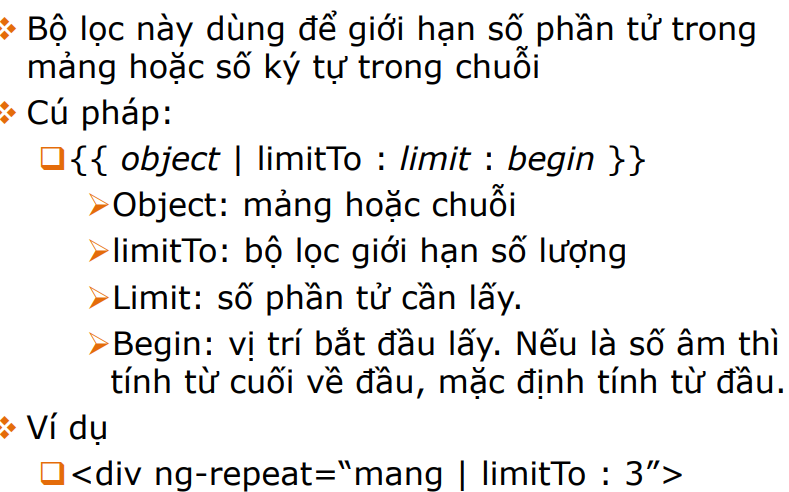 Bộ lọc này dùng để giới hạn số phần tử trong
mảng hoặc số ký tự trong chuỗi
Cú pháp:
{{ object | limitTo : limit : begin }}
Object: mảng hoặc chuỗi
limitTo: bộ lọc giới hạn số lượng
Limit: số phần tử cần lấy.
Begin: vị trí bắt đầu lấy. Nếu là số âm thì
tính từ cuối về đầu, mặc định tính từ đầu.
Ví dụ
<div ng-repeat=“mang | limitTo : 3”>